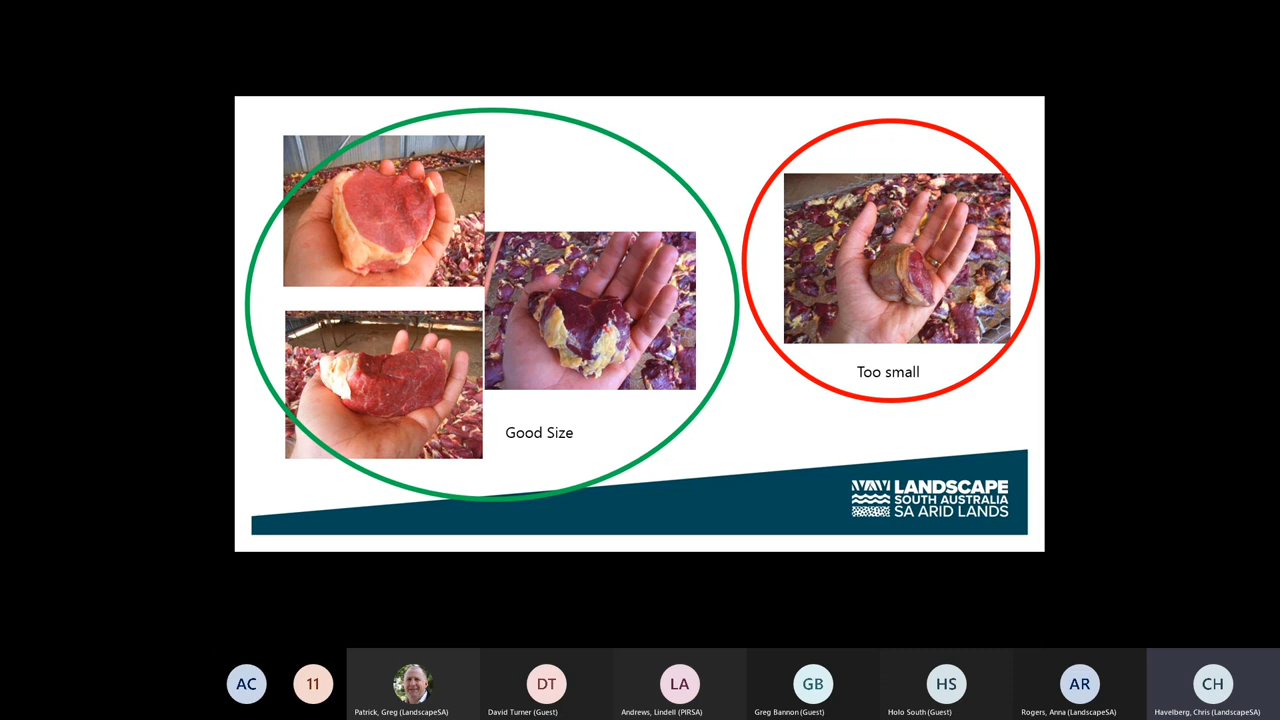 Too small
Good Size
LANDSCAPE
SOUTH AUSTRALIA
SA ARID LANDS
AC
11
DT
LA
GB
HS
AR
CH
Patrick, Greg (LandscapeSA)
David Turner (Guest)
Andrews, Lindell (PIRSA)
Greg Bannon (Guest)
Holo South (Guest)
Rogers, Anna (LandscapeSA)
Havelberg, Chris (LandscapeSA)